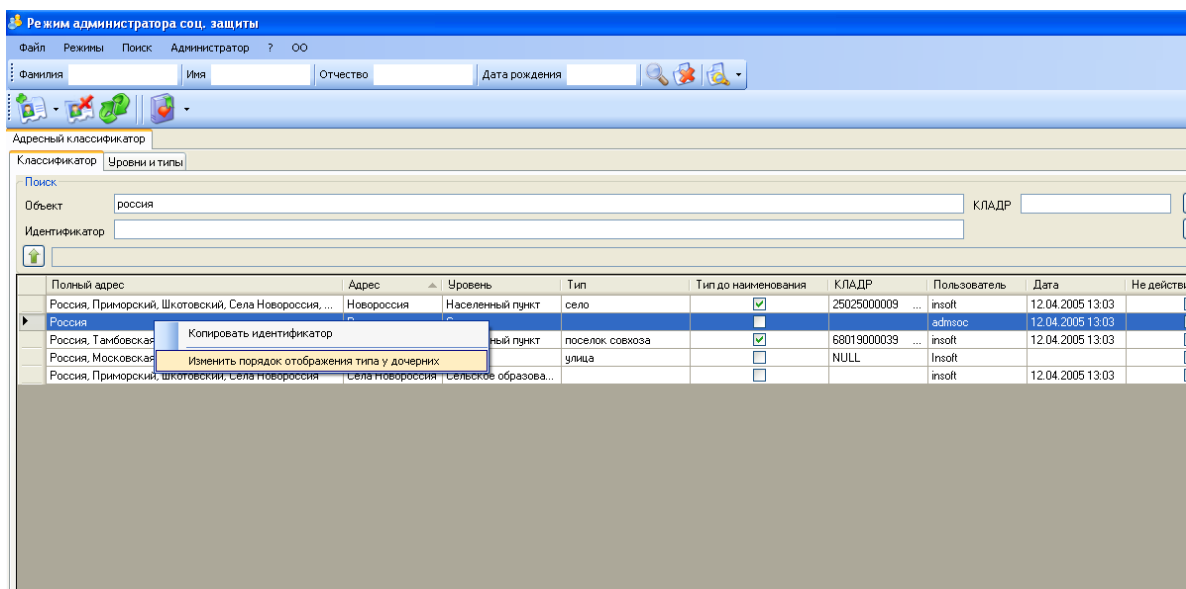 Режим администратора соц. защиты
Файл Режимы Поиск Администратор ? ОО
Фамилия Имя Отчество Дата рождения
Адресный классификатор
Классификатор Уровни и типы
Поиск
Объект россия КЛАДР
Идентификатор
Полный адрес Адрес Уровень Тип Тип до наименования КЛАДР Пользователь Дата Не действи
Россия, Приморский, Шкотовский, Села Новороссия, ... Новороссия Населенный пункт село 25025000009 ... insoft 12.04.2005 13:03
Россия admsoc 12.04.2005 13:03
Копировать идентификатор
Россия, Тамбовская ный пункт поселок совхоза 68019000039 ... insoft 12.04.2005 13:03
Россия, Московская улица NULL Insoft
Изменить порядок отображения типа у дочерних
Россия, Приморский, Шкотовский, Села Новороссия Села Новороссия Сельское образова... insoft 12.04.2005 13:03